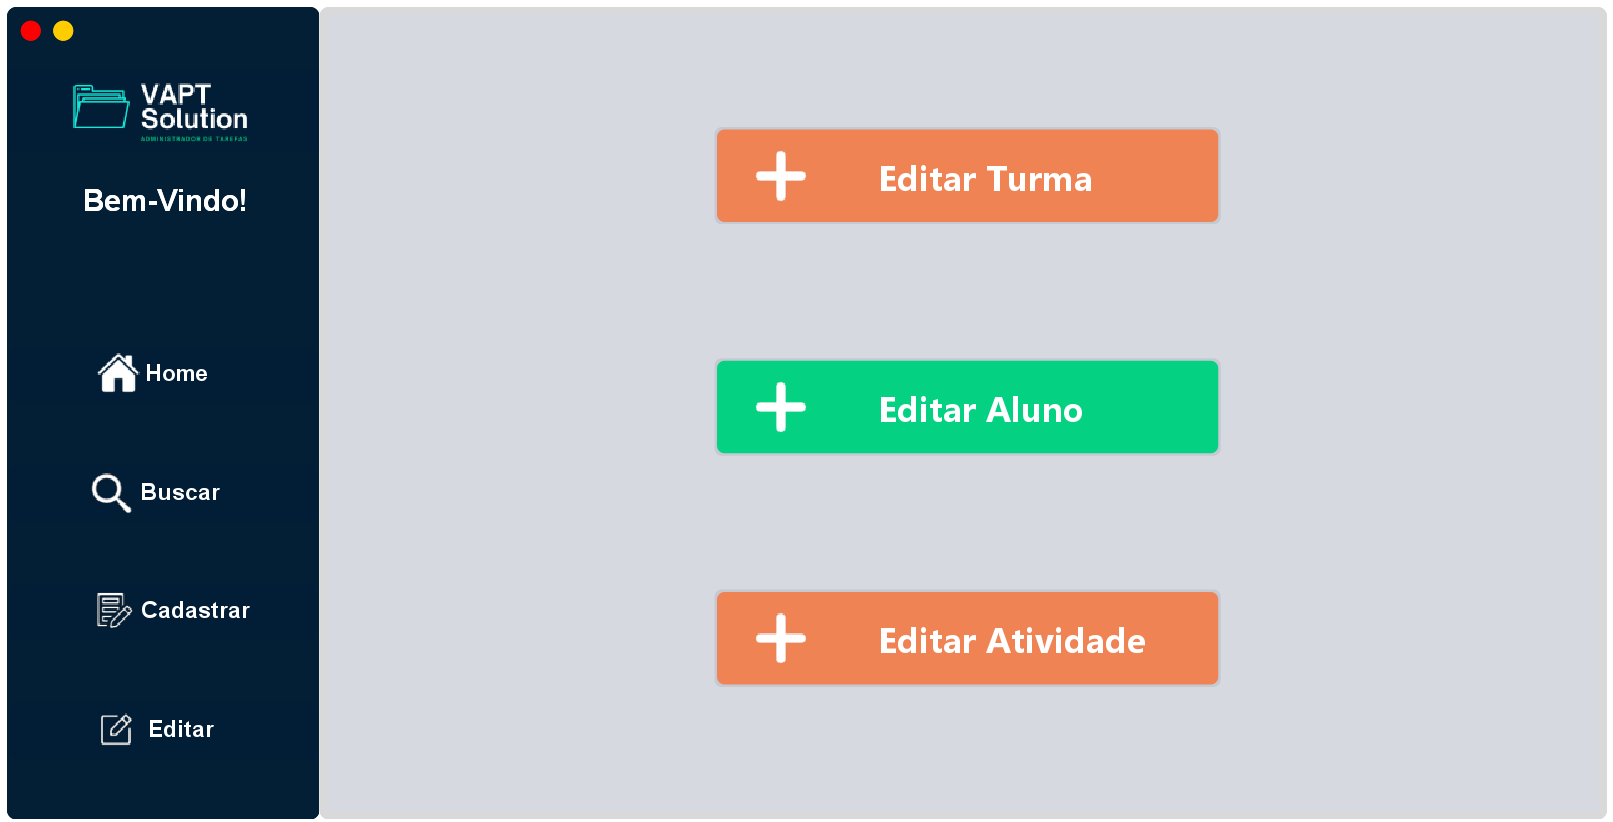 VAPT
Solution
ADMINISTRADOR DE TAREFAS
Bem-Vindo!
Home
Buscar
Cadastrar
Editar
Editar Turma
Editar Aluno
Editar Atividade